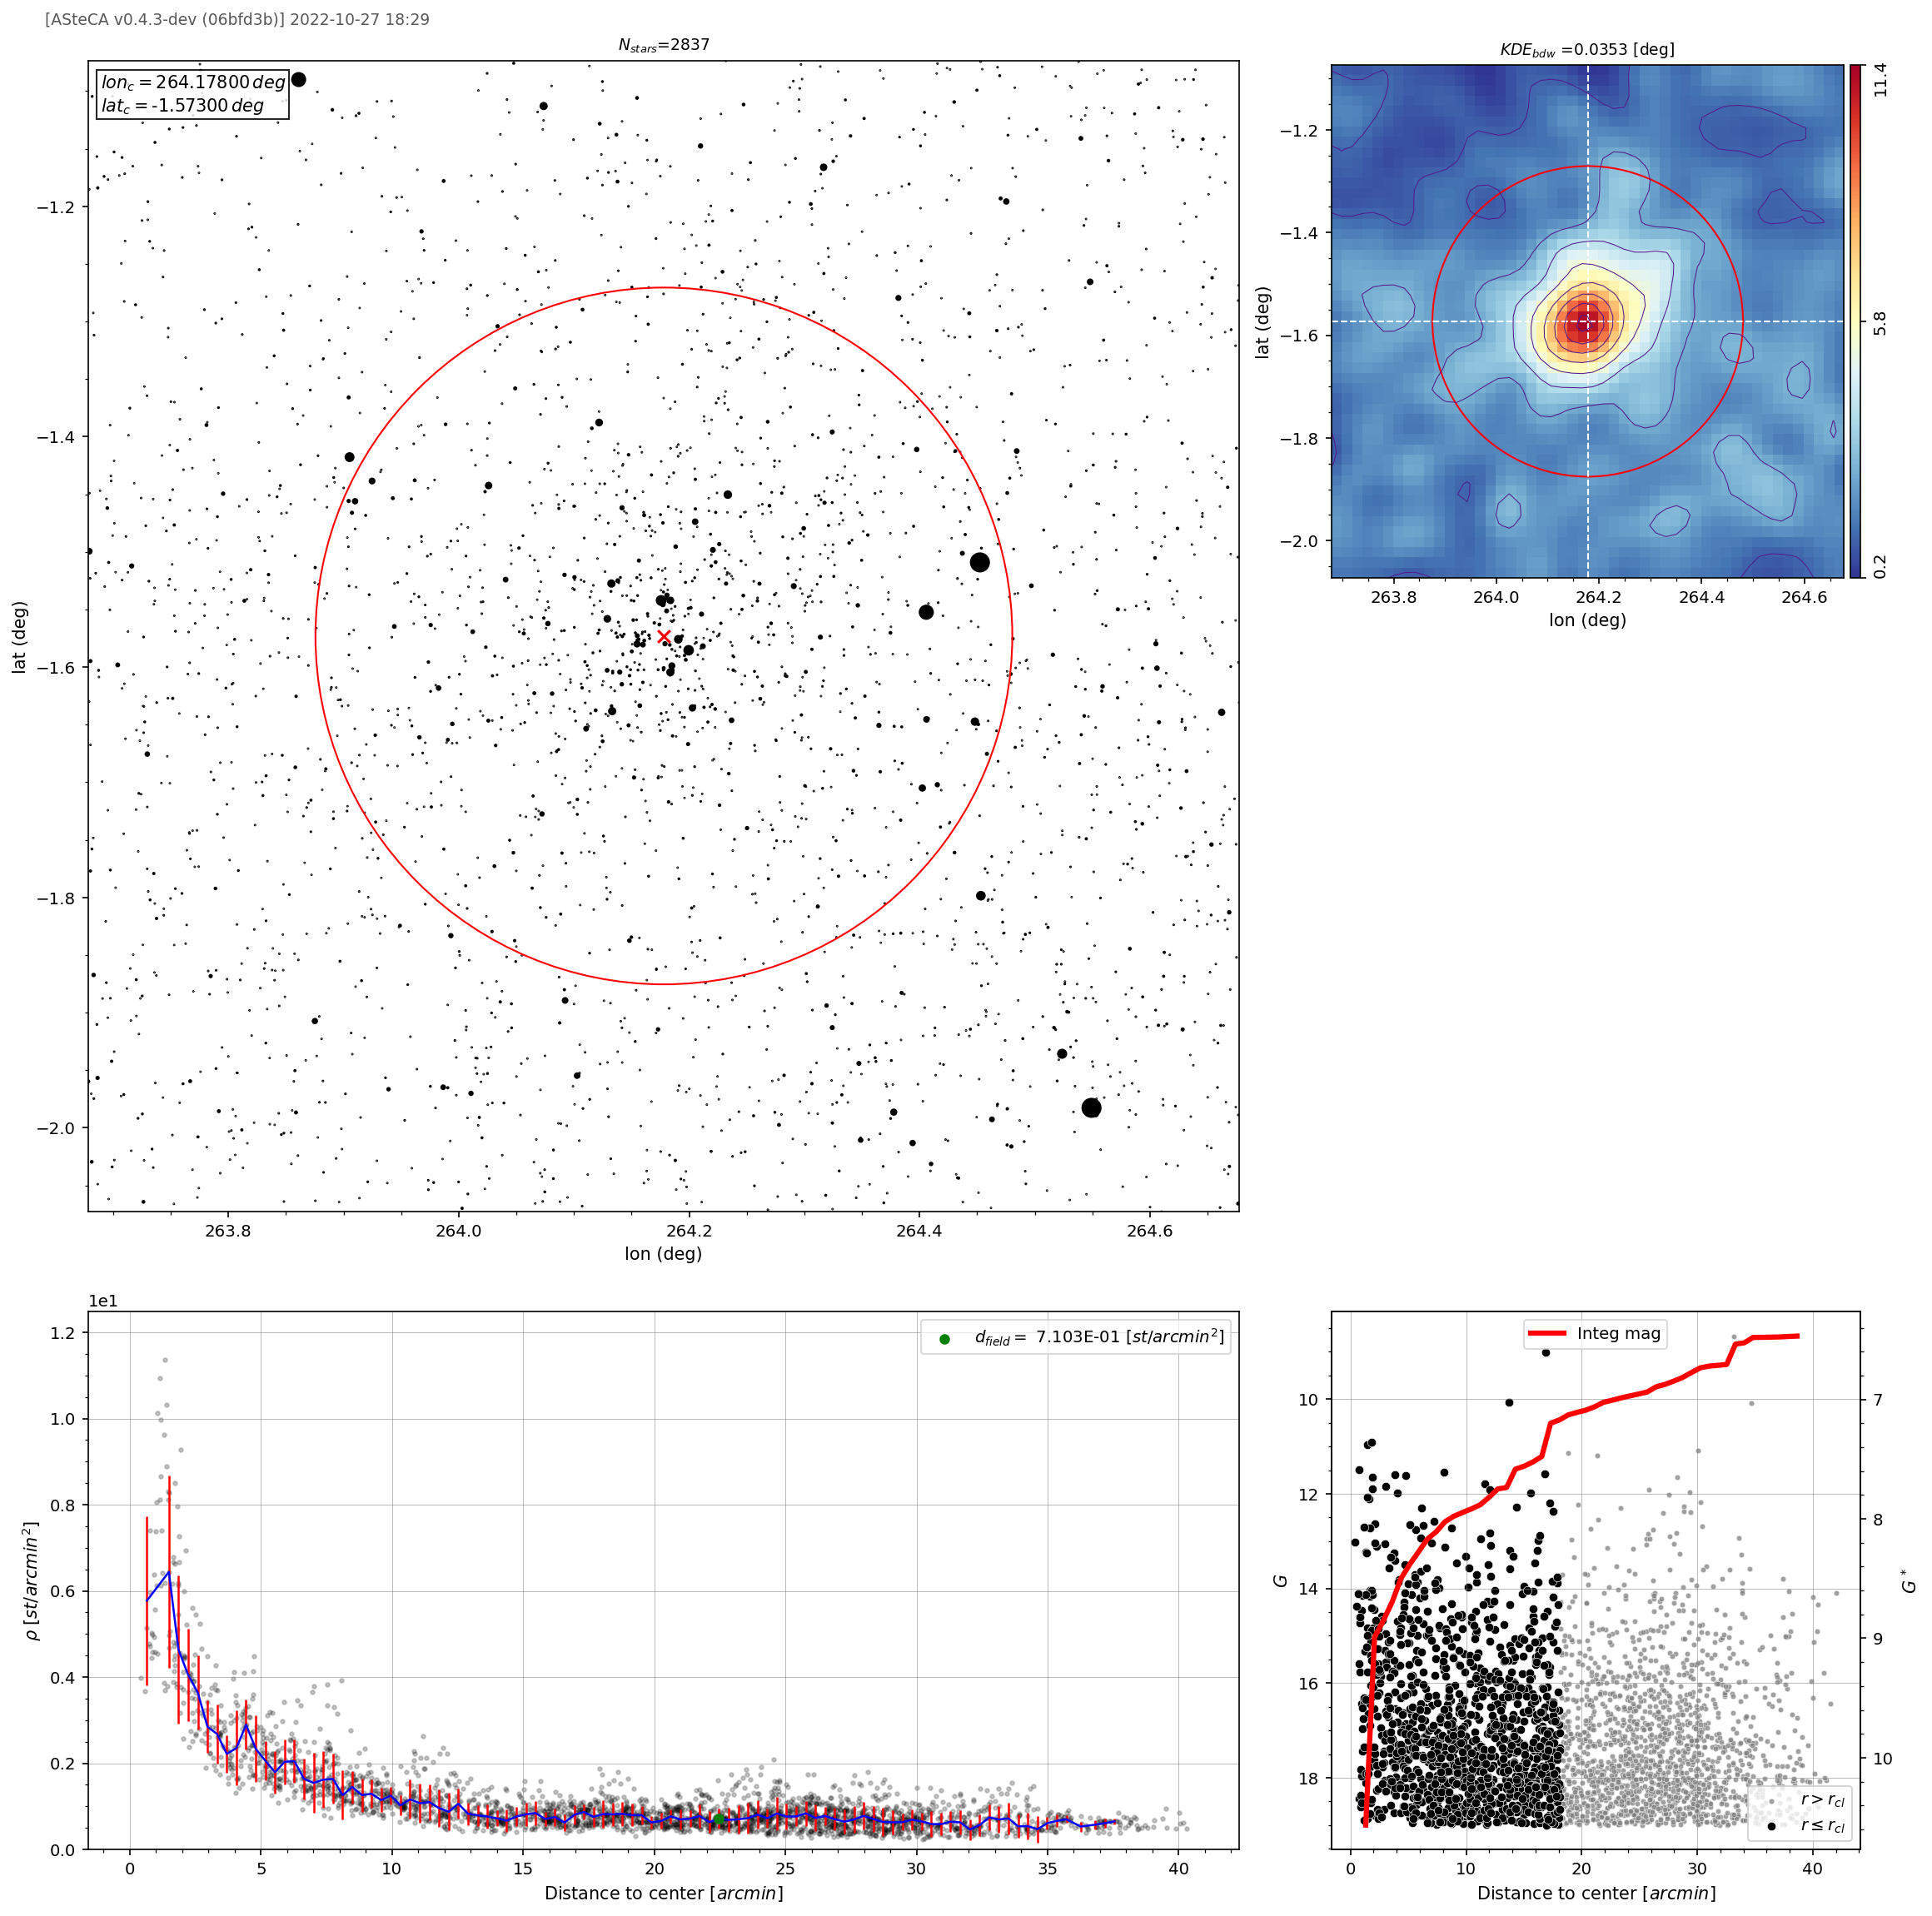 [ASteCA v0.4.3-dev (06bfd3b)] 2022-10-27 18:29
N_stars=2837
lon_c = 264.17800 deg
lat_c = -1.57300 deg
−1.2
−1.4
−1.6
−1.8
−2.0
lat (deg)
263.8 264.0 264.2 264.4 264.6
lon (deg)
KDE_bdw =0.0353 [deg]
−1.2
−1.4
−1.6
−1.8
−2.0
lat (deg)
263.8 264.0 264.2 264.4 264.6
lon (deg)
11.4
5.8
0.2
1e1
d_field = 7.103E-01 [st/arcmin²]
1.2
1.0
0.8
0.6
0.4
0.2
0.0
ρ [st/arcmin²]
0 5 10 15 20 25 30 35 40
Distance to center [arcmin]
Integ mag
10
12
14
16
18
G
7
8
9
10
G*
r > r_cl
r ≤ r_cl
0 10 20 30 40
Distance to center [arcmin]